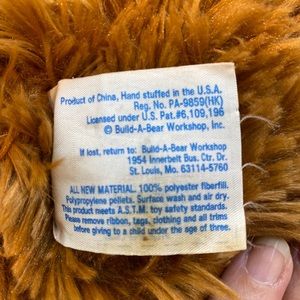 Product of China, Hand stuffed in the U.S.A.
Reg. No. PA-9859(HK)
Licensed under U.S. Pat.#6,109,196
© Build-A-Bear Workshop, Inc.
If lost, return to: Build-A-Bear Workshop
1954 Innerbelt Bus. Ctr. Dr.
St. Louis, Mo. 63114-5760
ALL NEW MATERIAL. 100% polyester fiberfill.
Polypropylene pellets. Surface wash and air dry.
This product meets A.S.T.M. toy safety standards.
Please remove ribbon, tags, clothing and all trims
before giving to a child under the age of three.